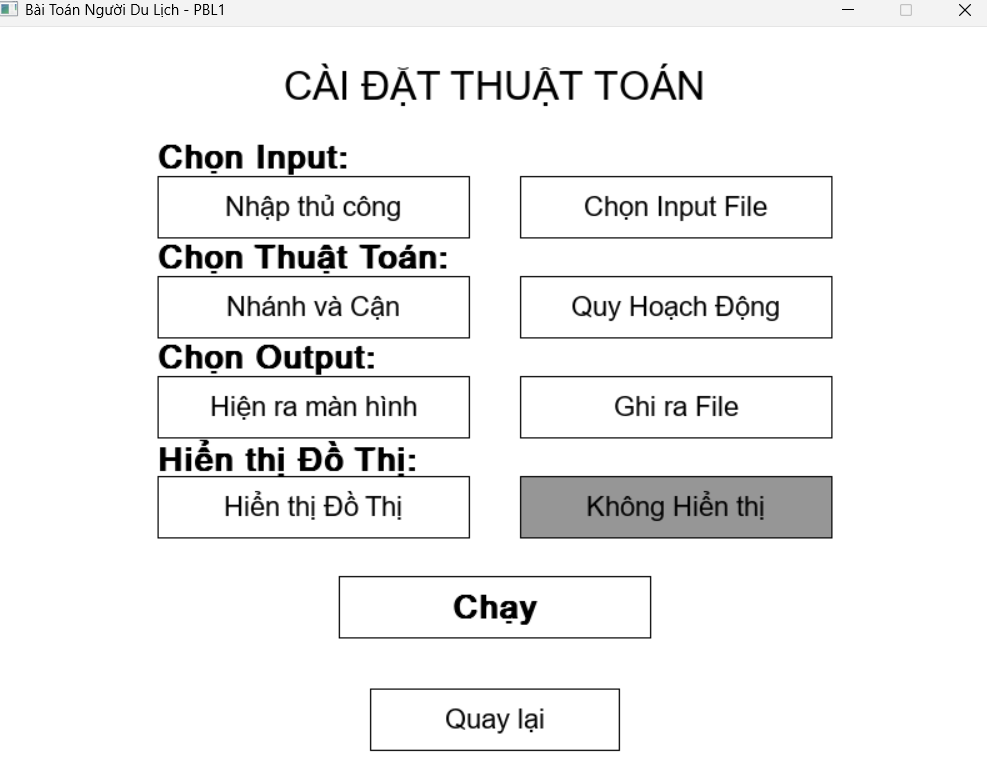 Bài Toán Người Du Lịch - PBL1
CÀI ĐẶT THUẬT TOÁN
Chọn Input:
Nhập thủ công
Chọn Input File
Chọn Thuật Toán:
Nhánh và Cận
Quy Hoạch Động
Chọn Output:
Hiện ra màn hình
Ghi ra File
Hiển thị Đồ Thị:
Hiển thị Đồ Thị
Không Hiển thị
Chạy
Quay lại